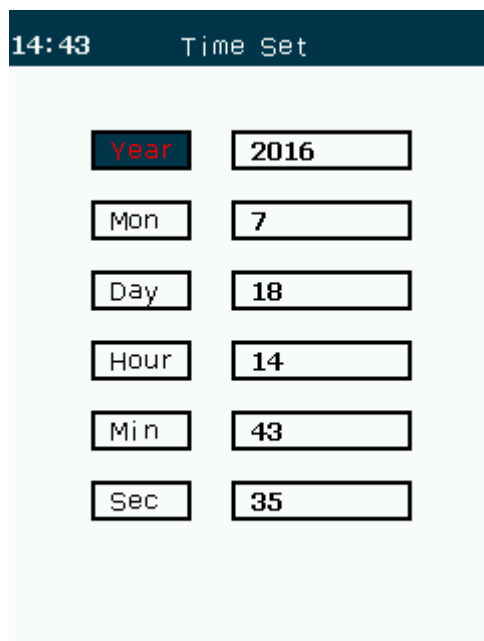 14:43 Time Set
Year 2016
Mon 7
Day 18
Hour 14
Min 43
Sec 35